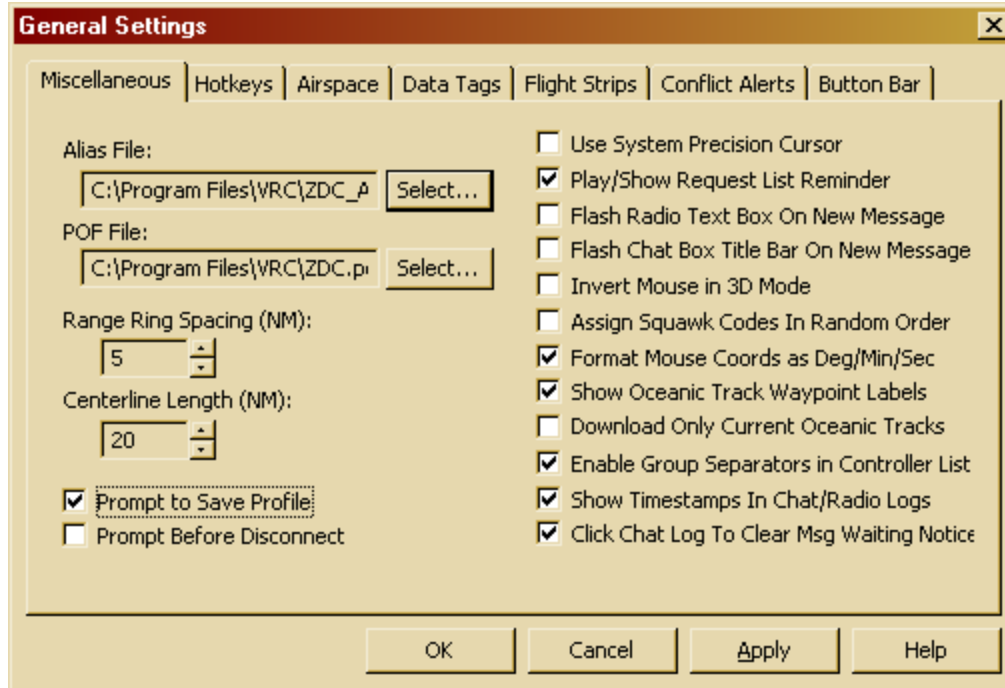 General Settings
Miscellaneous Hotkeys Airspace Data Tags Flight Strips Conflict Alerts Button Bar
Alias File:
C:\Program Files\VRC\ZDC_A Select...
POF File:
C:\Program Files\VRC\ZDC.p Select...
Range Ring Spacing (NM):
5
Centerline Length (NM):
20
Prompt to Save Profile
Prompt Before Disconnect
Use System Precision Cursor
Play/Show Request List Reminder
Flash Radio Text Box On New Message
Flash Chat Box Title Bar On New Message
Invert Mouse in 3D Mode
Assign Squawk Codes In Random Order
Format Mouse Coords as Deg/Min/Sec
Show Oceanic Track Waypoint Labels
Download Only Current Oceanic Tracks
Enable Group Separators in Controller List
Show Timestamps In Chat/Radio Logs
Click Chat Log To Clear Msg Waiting Notice
OK Cancel Apply Help